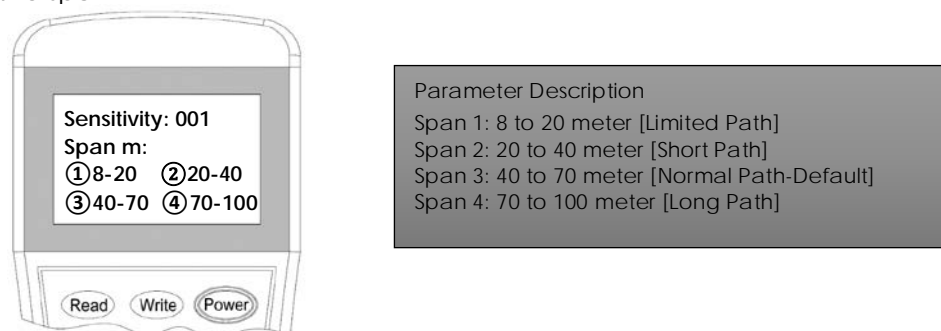 Sensitivity: 001
Span m:
①8-20 ②20-40
③40-70 ④70-100
Read Write Power
Parameter Description
Span 1: 8 to 20 meter [Limited Path]
Span 2: 20 to 40 meter [Short Path]
Span 3: 40 to 70 meter [Normal Path-Default]
Span 4: 70 to 100 meter [Long Path]